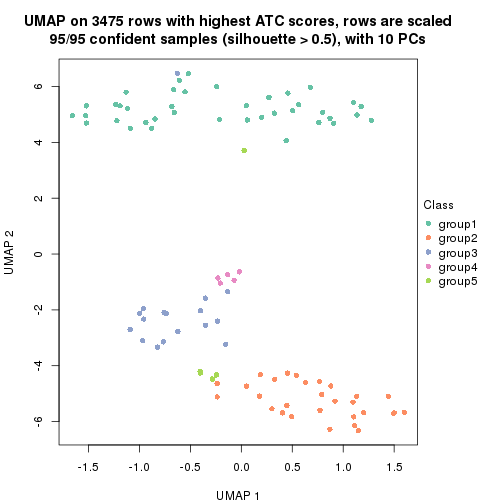 UMAP on 3475 rows with highest ATC scores, rows are scaled
95/95 confident samples (silhouette > 0.5), with 10 PCs
6
4
2
0
-2
-4
-6
UMAP 2
-1.5 -1.0 -0.5 0.0 0.5 1.0 1.5
UMAP 1
Class
group1
group2
group3
group4
group5